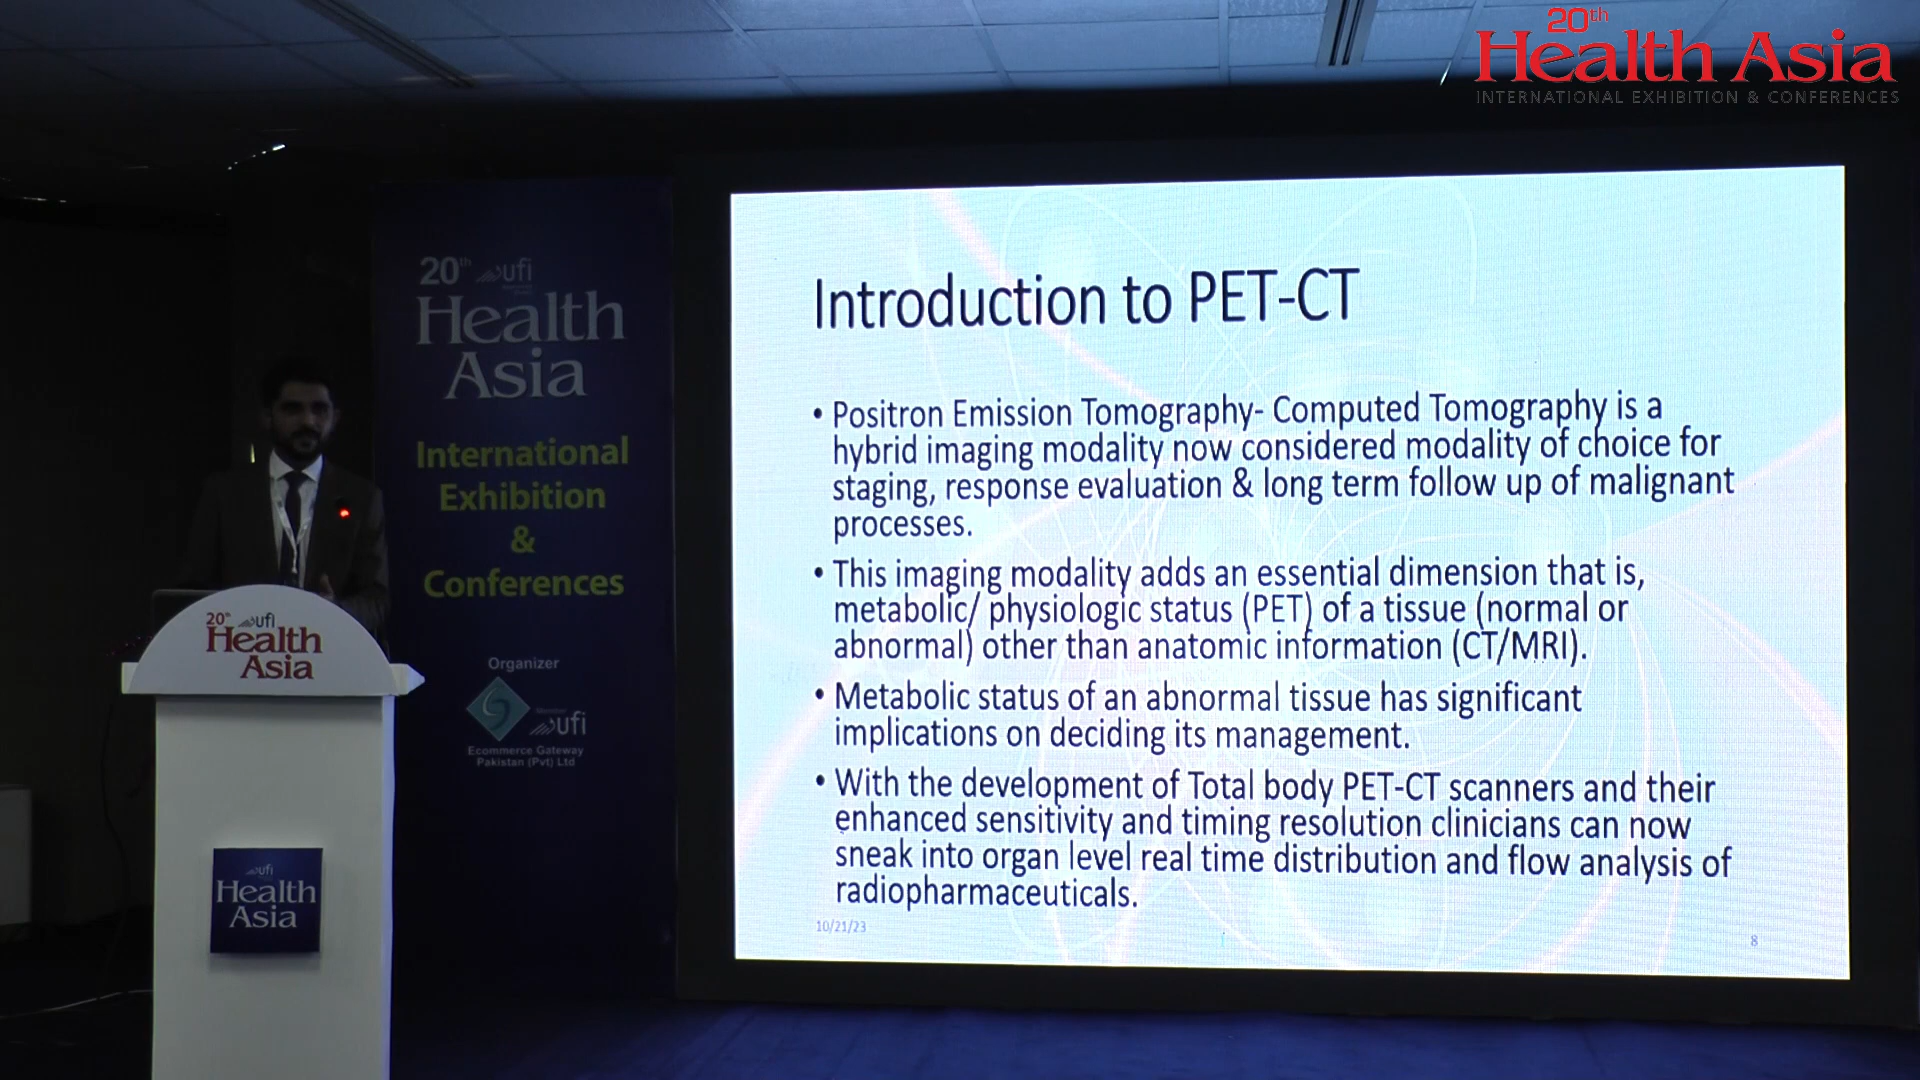 20th
Health Asia
INTERNATIONAL EXHIBITION & CONFERENCES
20th ufi
Health
Asia
International
Exhibition
&
Conferences
Organizer
Member
ufi
Ecommerce Gateway
Pakistan (Pvt) Ltd
20th ufi
Health
Asia
ufi
Health
Asia
Introduction to PET-CT
• Positron Emission Tomography- Computed Tomography is a
hybrid imaging modality now considered modality of choice for
staging, response evaluation & long term follow up of malignant
processes.
• This imaging modality adds an essential dimension that is,
metabolic/ physiologic status (PET) of a tissue (normal or
abnormal) other than anatomic information (CT/MRI).
• Metabolic status of an abnormal tissue has significant
implications on deciding its management.
• With the development of Total body PET-CT scanners and their
enhanced sensitivity and timing resolution clinicians can now
sneak into organ level real time distribution and flow analysis of
radiopharmaceuticals.
10/21/23
8